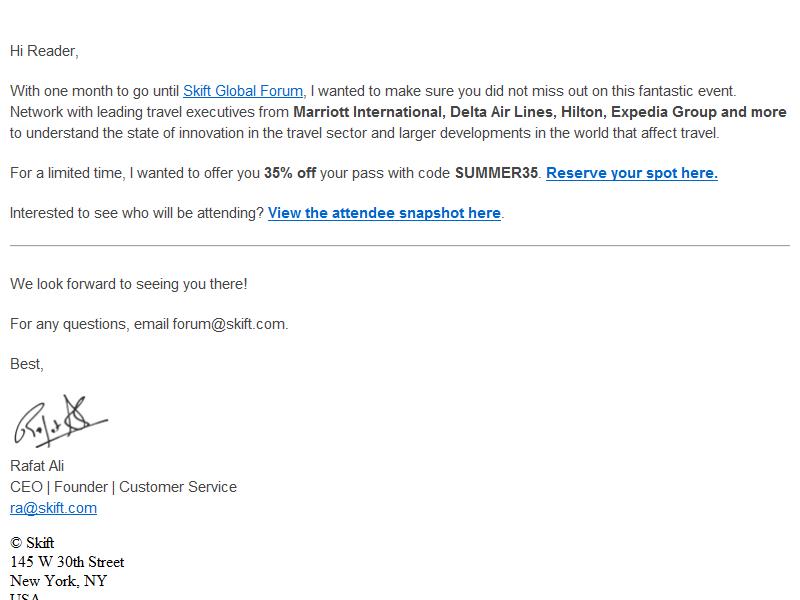 Hi Reader,
With one month to go until Skift Global Forum, I wanted to make sure you did not miss out on this fantastic event.
Network with leading travel executives from Marriott International, Delta Air Lines, Hilton, Expedia Group and more
to understand the state of innovation in the travel sector and larger developments in the world that affect travel.
For a limited time, I wanted to offer you 35% off your pass with code SUMMER35. Reserve your spot here.
Interested to see who will be attending? View the attendee snapshot here.
We look forward to seeing you there!
For any questions, email forum@skift.com.
Best,
Rafat Ali
CEO | Founder | Customer Service
ra@skift.com
© Skift
145 W 30th Street
New York, NY
USA